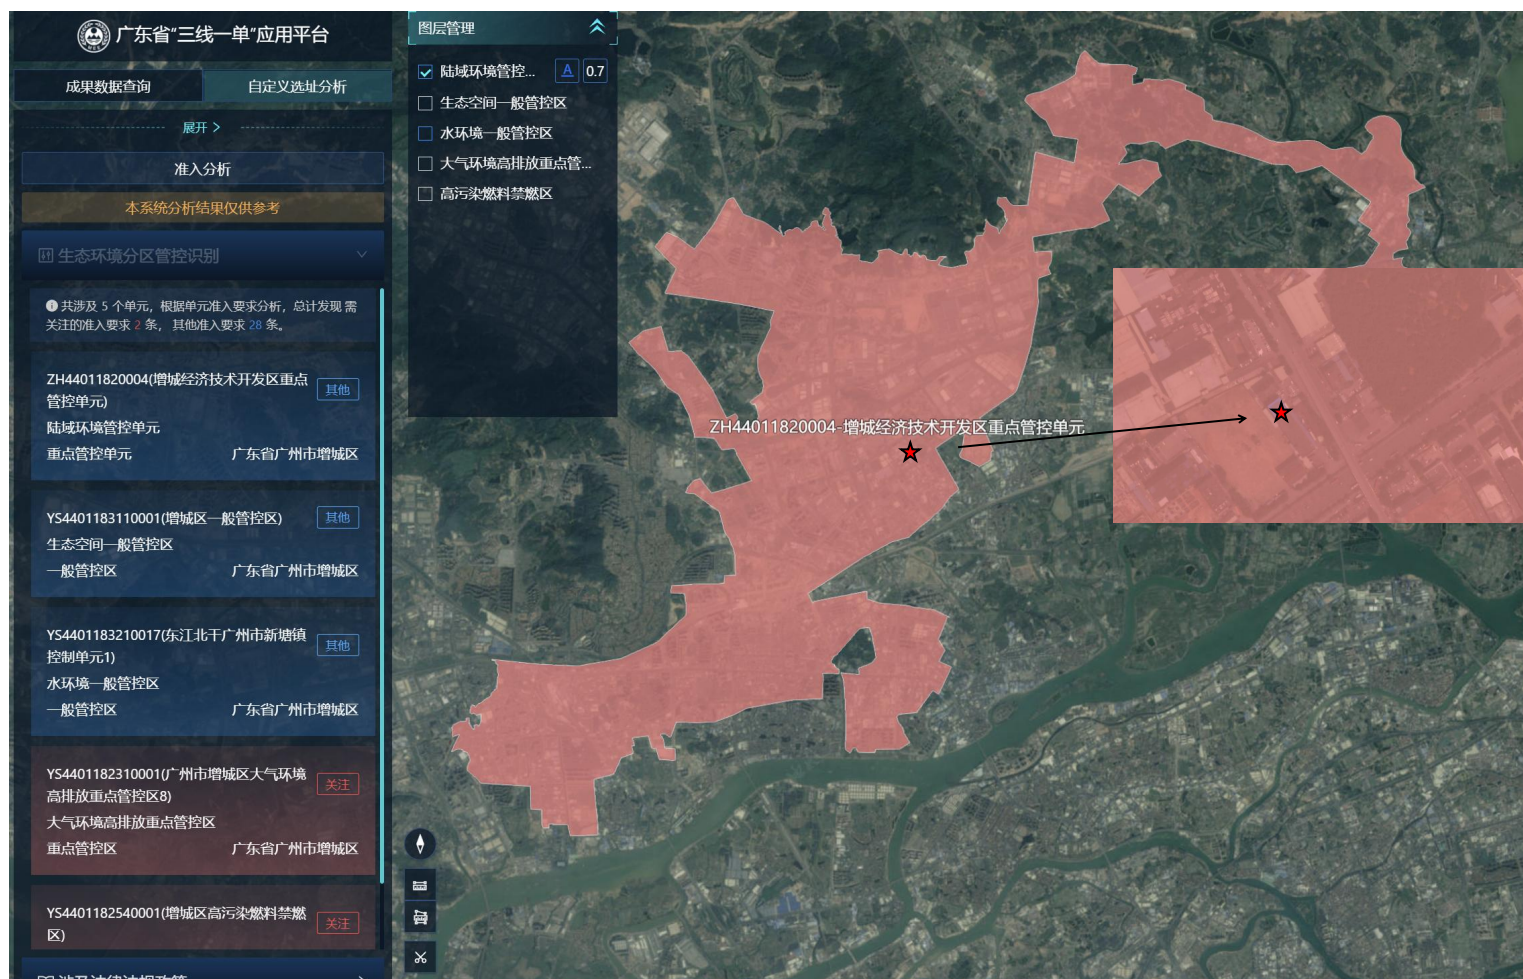 广东省"三线一单"应用平台
成果数据查询
自定义选址分析
展开 >
准入分析
本系统分析结果仅供参考
生态环境分区管控识别
共涉及 5 个单元，根据单元准入要求分析，总计发现 需
关注的准入要求 2 条， 其他准入要求 28 条。
ZH44011820004(增城经济技术开发区重点
管控单元)
其他
陆域环境管控单元
重点管控单元 广东省广州市增城区
YS4401183110001(增城区一般管控区)
其他
生态空间一般管控区
一般管控区 广东省广州市增城区
YS4401183210017(东江北干广州市新塘镇
控制单元1)
其他
水环境一般管控区
一般管控区 广东省广州市增城区
YS4401182310001(广州市增城区大气环境
高排放重点管控区8)
关注
大气环境高排放重点管控区
重点管控区 广东省广州市增城区
YS4401182540001(增城区高污染燃料禁燃
区)
关注
涉及法律法规政策
图层管理
陆域环境管控... A 0.7
生态空间一般管控区
水环境一般管控区
大气环境高排放重点管...
高污染燃料禁燃区
ZH44011820004-增城经济技术开发区重点管控单元